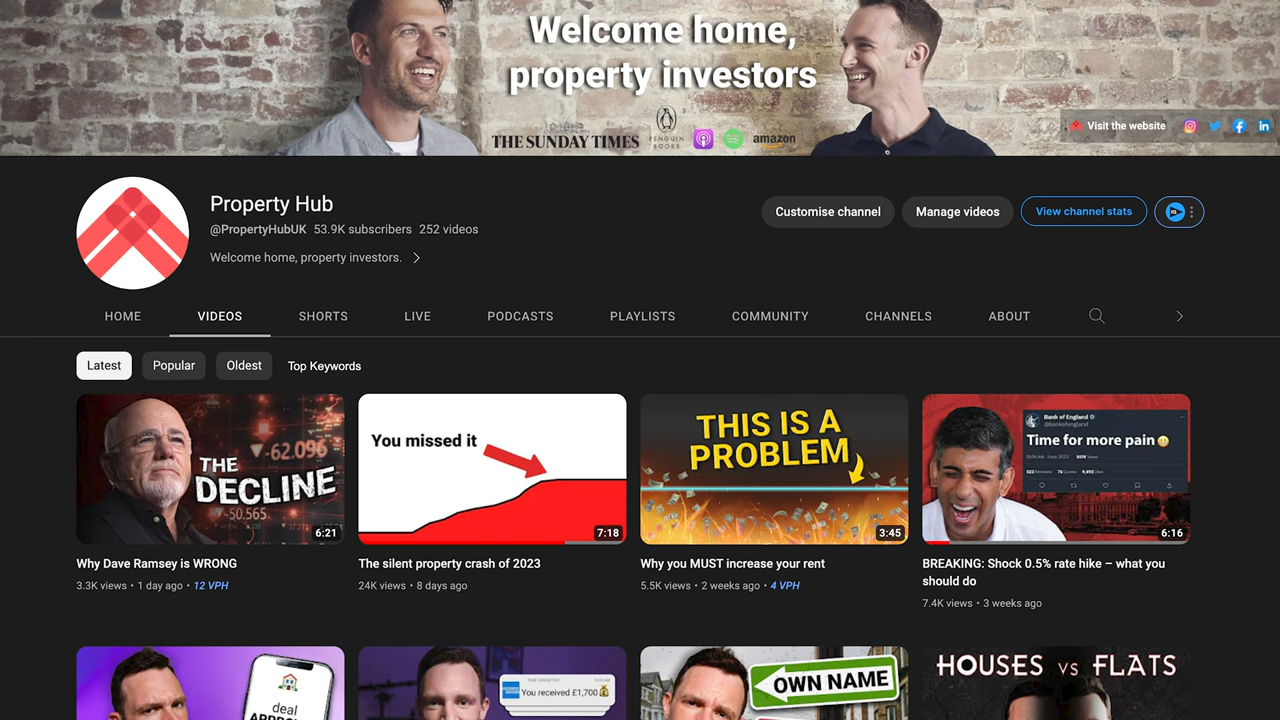 Welcome home,
property investors
THE SUNDAY TIMES
PENGUIN
BOOKS
amazon
Visit the website
Property Hub
@PropertyHubUK 53.9K subscribers 252 videos
Welcome home, property investors.
Customise channel
Manage videos
View channel stats
HOME
VIDEOS
SHORTS
LIVE
PODCASTS
PLAYLISTS
COMMUNITY
CHANNELS
ABOUT
Latest
Popular
Oldest
Top Keywords
-62.096
THE
DECLINE
-50.565
6:21
You missed it
7:18
THIS IS A
PROBLEM
3:45
Bank of England
@bankofengland
Time for more pain
6:16
Why Dave Ramsey is WRONG
3.3K views • 1 day ago • 12 VPH
The silent property crash of 2023
24K views • 8 days ago
Why you MUST increase your rent
5.5K views • 2 weeks ago • 4 VPH
BREAKING: Shock 0.5% rate hike – what you
should do
7.4K views • 3 weeks ago
deal
You received £1,700
OWN NAME
HOUSES VS FLATS